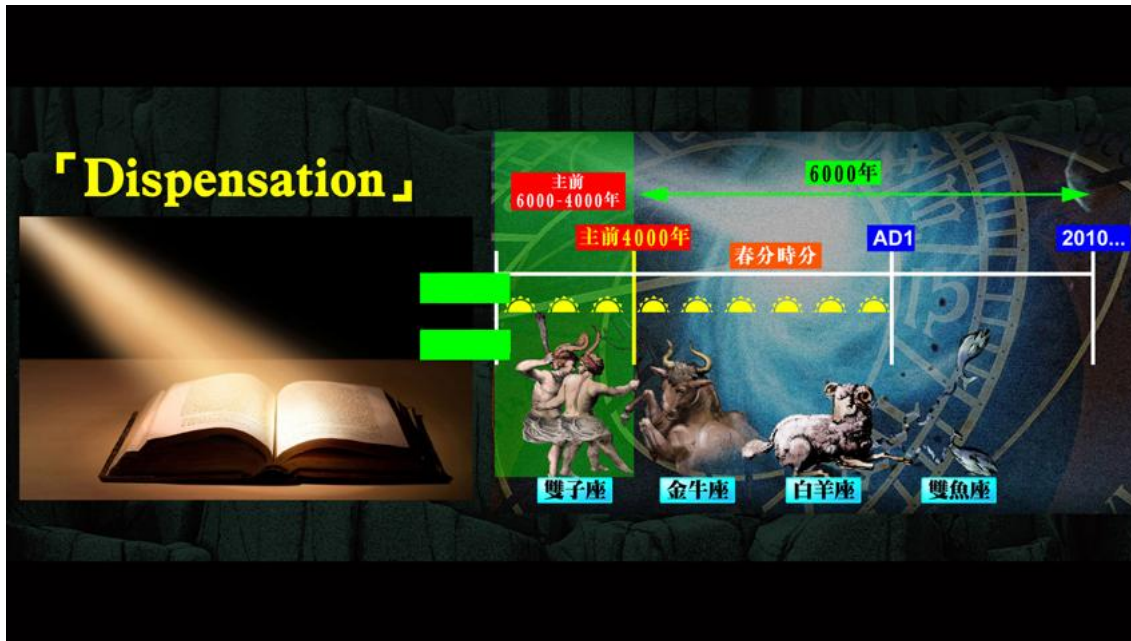 「Dispensation」
主前
6000-4000年
6000年
主前4000年
春分時分
AD1
2010...
雙子座
金牛座
白羊座
雙魚座